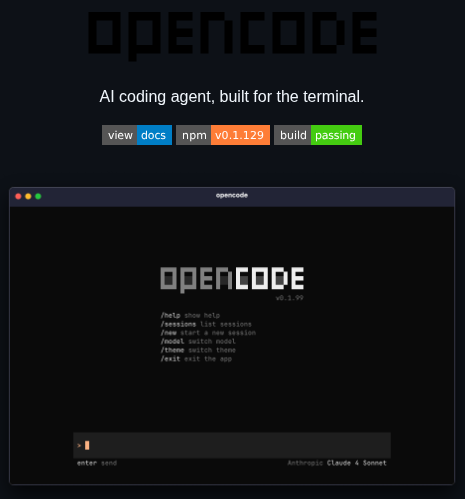 opencode
AI coding agent, built for the terminal.
view docs npm v0.1.129 build passing
opencode
opencode
v0.1.99
/help show help
/sessions list sessions
/new start a new session
/model switch model
/theme switch theme
/exit exit the app
>
enter send Anthropic Claude 4 Sonnet